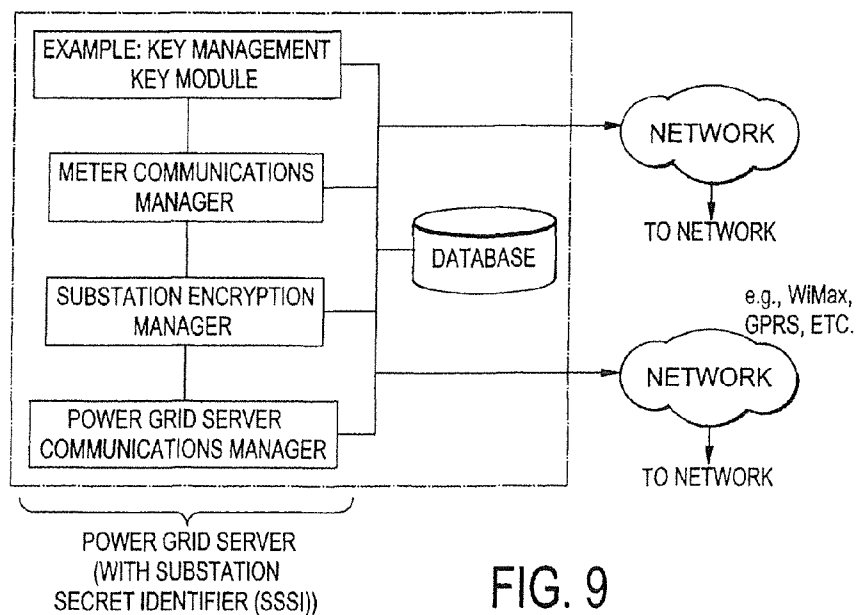 EXAMPLE: KEY MANAGEMENT
KEY MODULE
METER COMMUNICATIONS
MANAGER
SUBSTATION ENCRYPTION
MANAGER
POWER GRID SERVER
COMMUNICATIONS MANAGER
DATABASE
NETWORK
TO NETWORK
e.g., WiMax,
GPRS, ETC.
NETWORK
TO NETWORK
POWER GRID SERVER
(WITH SUBSTATION
SECRET IDENTIFIER (SSSI))
FIG. 9